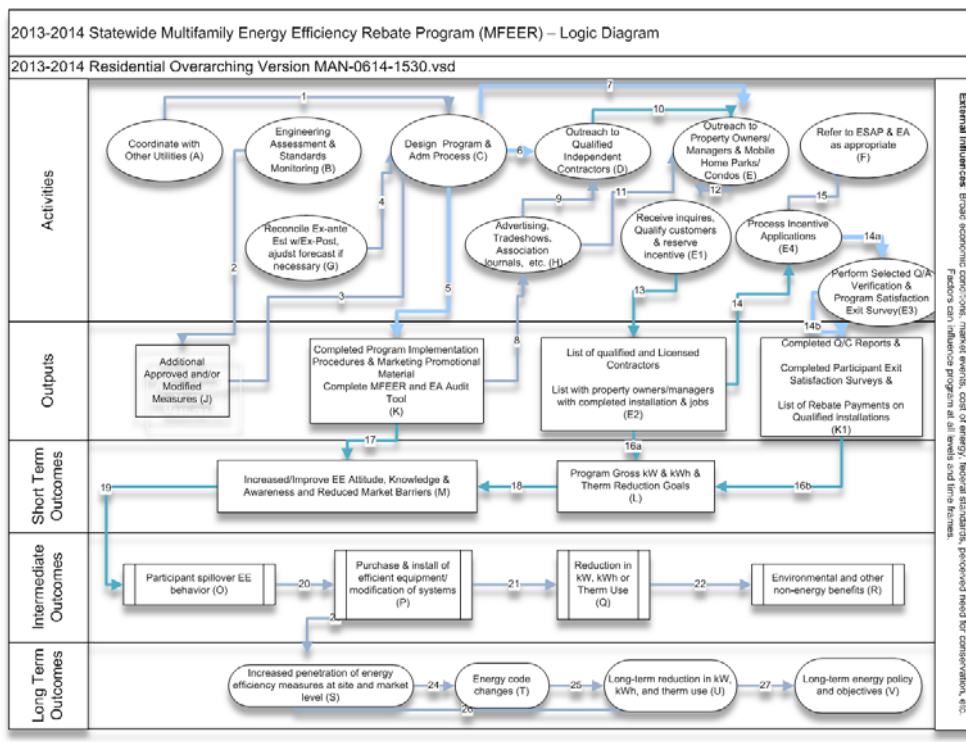 2013-2014 Statewide Multifamily Energy Efficiency Rebate Program (MFEER) – Logic Diagram
2013-2014 Residential Overarching Version MAN-0614-1530.vsd
Activities
1
7
10
Coordinate with
Other Utilities (A)
Engineering
Assessment &
Standards
Monitoring (B)
Design Program &
Adm Process (C)
6
Outreach to
Qualified
Independent
Contractors (D)
Outreach to
Property Owners/
Managers & Mobile
Home Parks/
Condos (E)
Refer to ESAP & EA
as appropriate
(F)
4
9
11
12
15
Reconcile Ex-ante
Est w/Ex-Post,
ajudst forecast if
necessary (G)
Advertising,
Tradeshows,
Association
Journals, etc. (H)
Receive inquires,
Qualify customers
& reserve
incentive (E1)
Process Incentive
Applications
(E4)
14a
2
3
5
13
14
Perform Selected Q/A
Verification &
Program Satisfaction
Exit Survey(E3)
14b
Outputs
8
Additional
Approved and/or
Modified
Measures (J)
Completed Program Implementation
Procedures & Marketing Promotional
Material
Complete MFEER and EA Audit
Tool
(K)
List of qualified and Licensed
Contractors
List with property owners/managers
with completed installation & jobs
(E2)
Completed Q/C Reports &
Completed Participant Exit
Satisfaction Surveys &
List of Rebate Payments on
Qualified installations
(K1)
Short Term
Outcomes
17
16a
19
Increased/Improve EE Attitude, Knowledge &
Awareness and Reduced Market Barriers (M)
18
Program Gross kW & kWh &
Therm Reduction Goals
(L)
16b
Intermediate
Outcomes
Participant spillover EE
behavior (O)
20
Purchase & install of
efficient equipment/
modification of systems
(P)
21
Reduction in
kW, kWh or
Therm Use
(Q)
22
Environmental and other
non-energy benefits (R)
Long Term
Outcomes
Increased penetration of energy
efficiency measures at site and market
level (S)
24
Energy code
changes (T)
25
Long-term reduction in kW,
kWh, and therm use (U)
27
Long-term energy policy
and objectives (V)
26
External Influences: Broad economic conditions, market events, cost of energy, federal standards, perceived need for conservation, etc.
Factors can influence program at all levels and time frames.